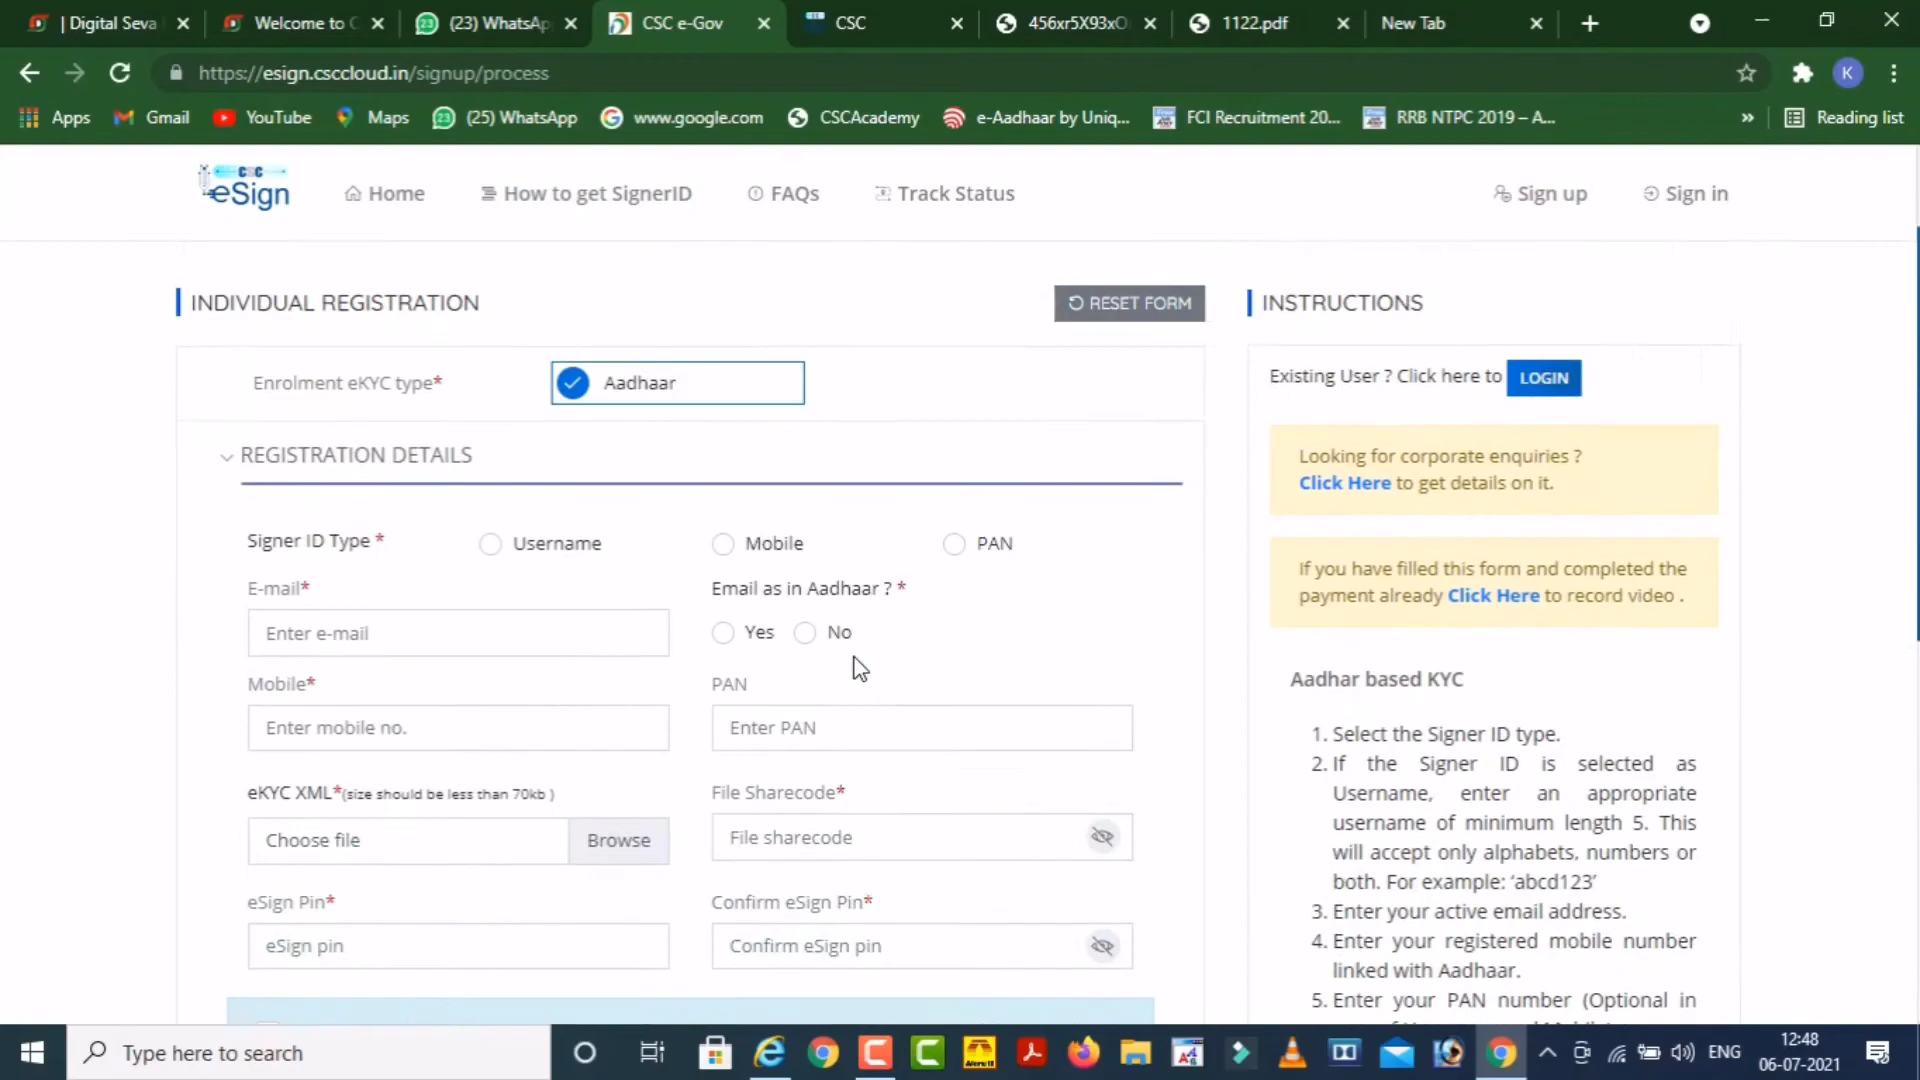 | Digital Seva
Welcome to C
(23) WhatsAp
CSC e-Gov
CSC
456xr5X93xO
1122.pdf
New Tab
https://esign.csccloud.in/signup/process
K
Apps
Gmail
YouTube
Maps
(25) WhatsApp
www.google.com
CSCAcademy
e-Aadhaar by Uniq...
FCI Recruitment 20...
RRB NTPC 2019 – A...
»
Reading list
CSC
eSign
Home
How to get SignerID
FAQs
Track Status
Sign up
Sign in
INDIVIDUAL REGISTRATION
RESET FORM
Enrolment eKYC type*
Aadhaar
REGISTRATION DETAILS
Signer ID Type *
Username
Mobile
PAN
E-mail*
Email as in Aadhaar ? *
Enter e-mail
Yes
No
Mobile*
PAN
Enter mobile no.
Enter PAN
eKYC XML*(size should be less than 70kb )
File Sharecode*
Choose file
Browse
File sharecode
eSign Pin*
Confirm eSign Pin*
eSign pin
Confirm eSign pin
INSTRUCTIONS
Existing User ? Click here to LOGIN
Looking for corporate enquiries ?
Click Here to get details on it.
If you have filled this form and completed the
payment already Click Here to record video .
Aadhar based KYC
1. Select the Signer ID type.
2. If the Signer ID is selected as
Username, enter an appropriate
username of minimum length 5. This
will accept only alphabets, numbers or
both. For example: ‘abcd123’
3. Enter your active email address.
4. Enter your registered mobile number
linked with Aadhaar.
5. Enter your PAN number (Optional in
Type here to search
ENG
12:48
06-07-2021